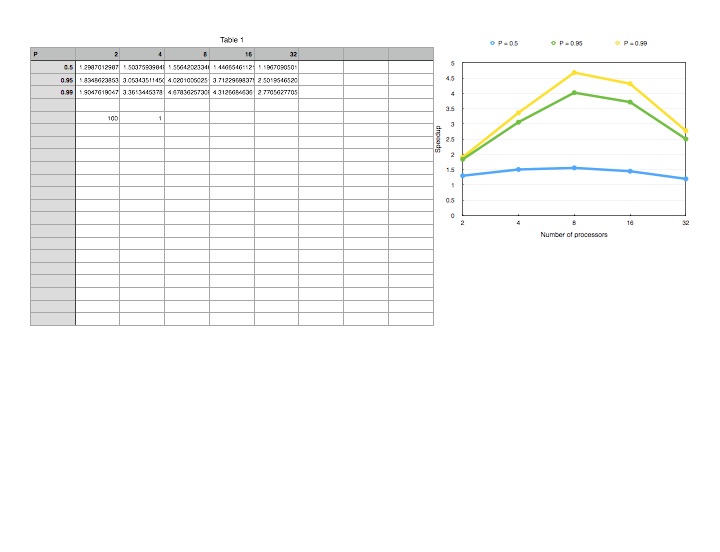 Table 1
P 2 4 8 16 32
0.5 1.2987012987 1.5037593984 1.5564202334 1.4466546112 1.1967090501
0.95 1.8348623853 3.0534351145 4.0201005025 3.7122969837 2.5019546520
0.99 1.9047619047 3.3613445378 4.6783625730 4.3126684636 2.7705627705
100 1
P = 0.5 P = 0.95 P = 0.99
5
4.5
4
3.5
3
2.5
2
1.5
1
0.5
0
Speedup
2 4 8 16 32
Number of processors